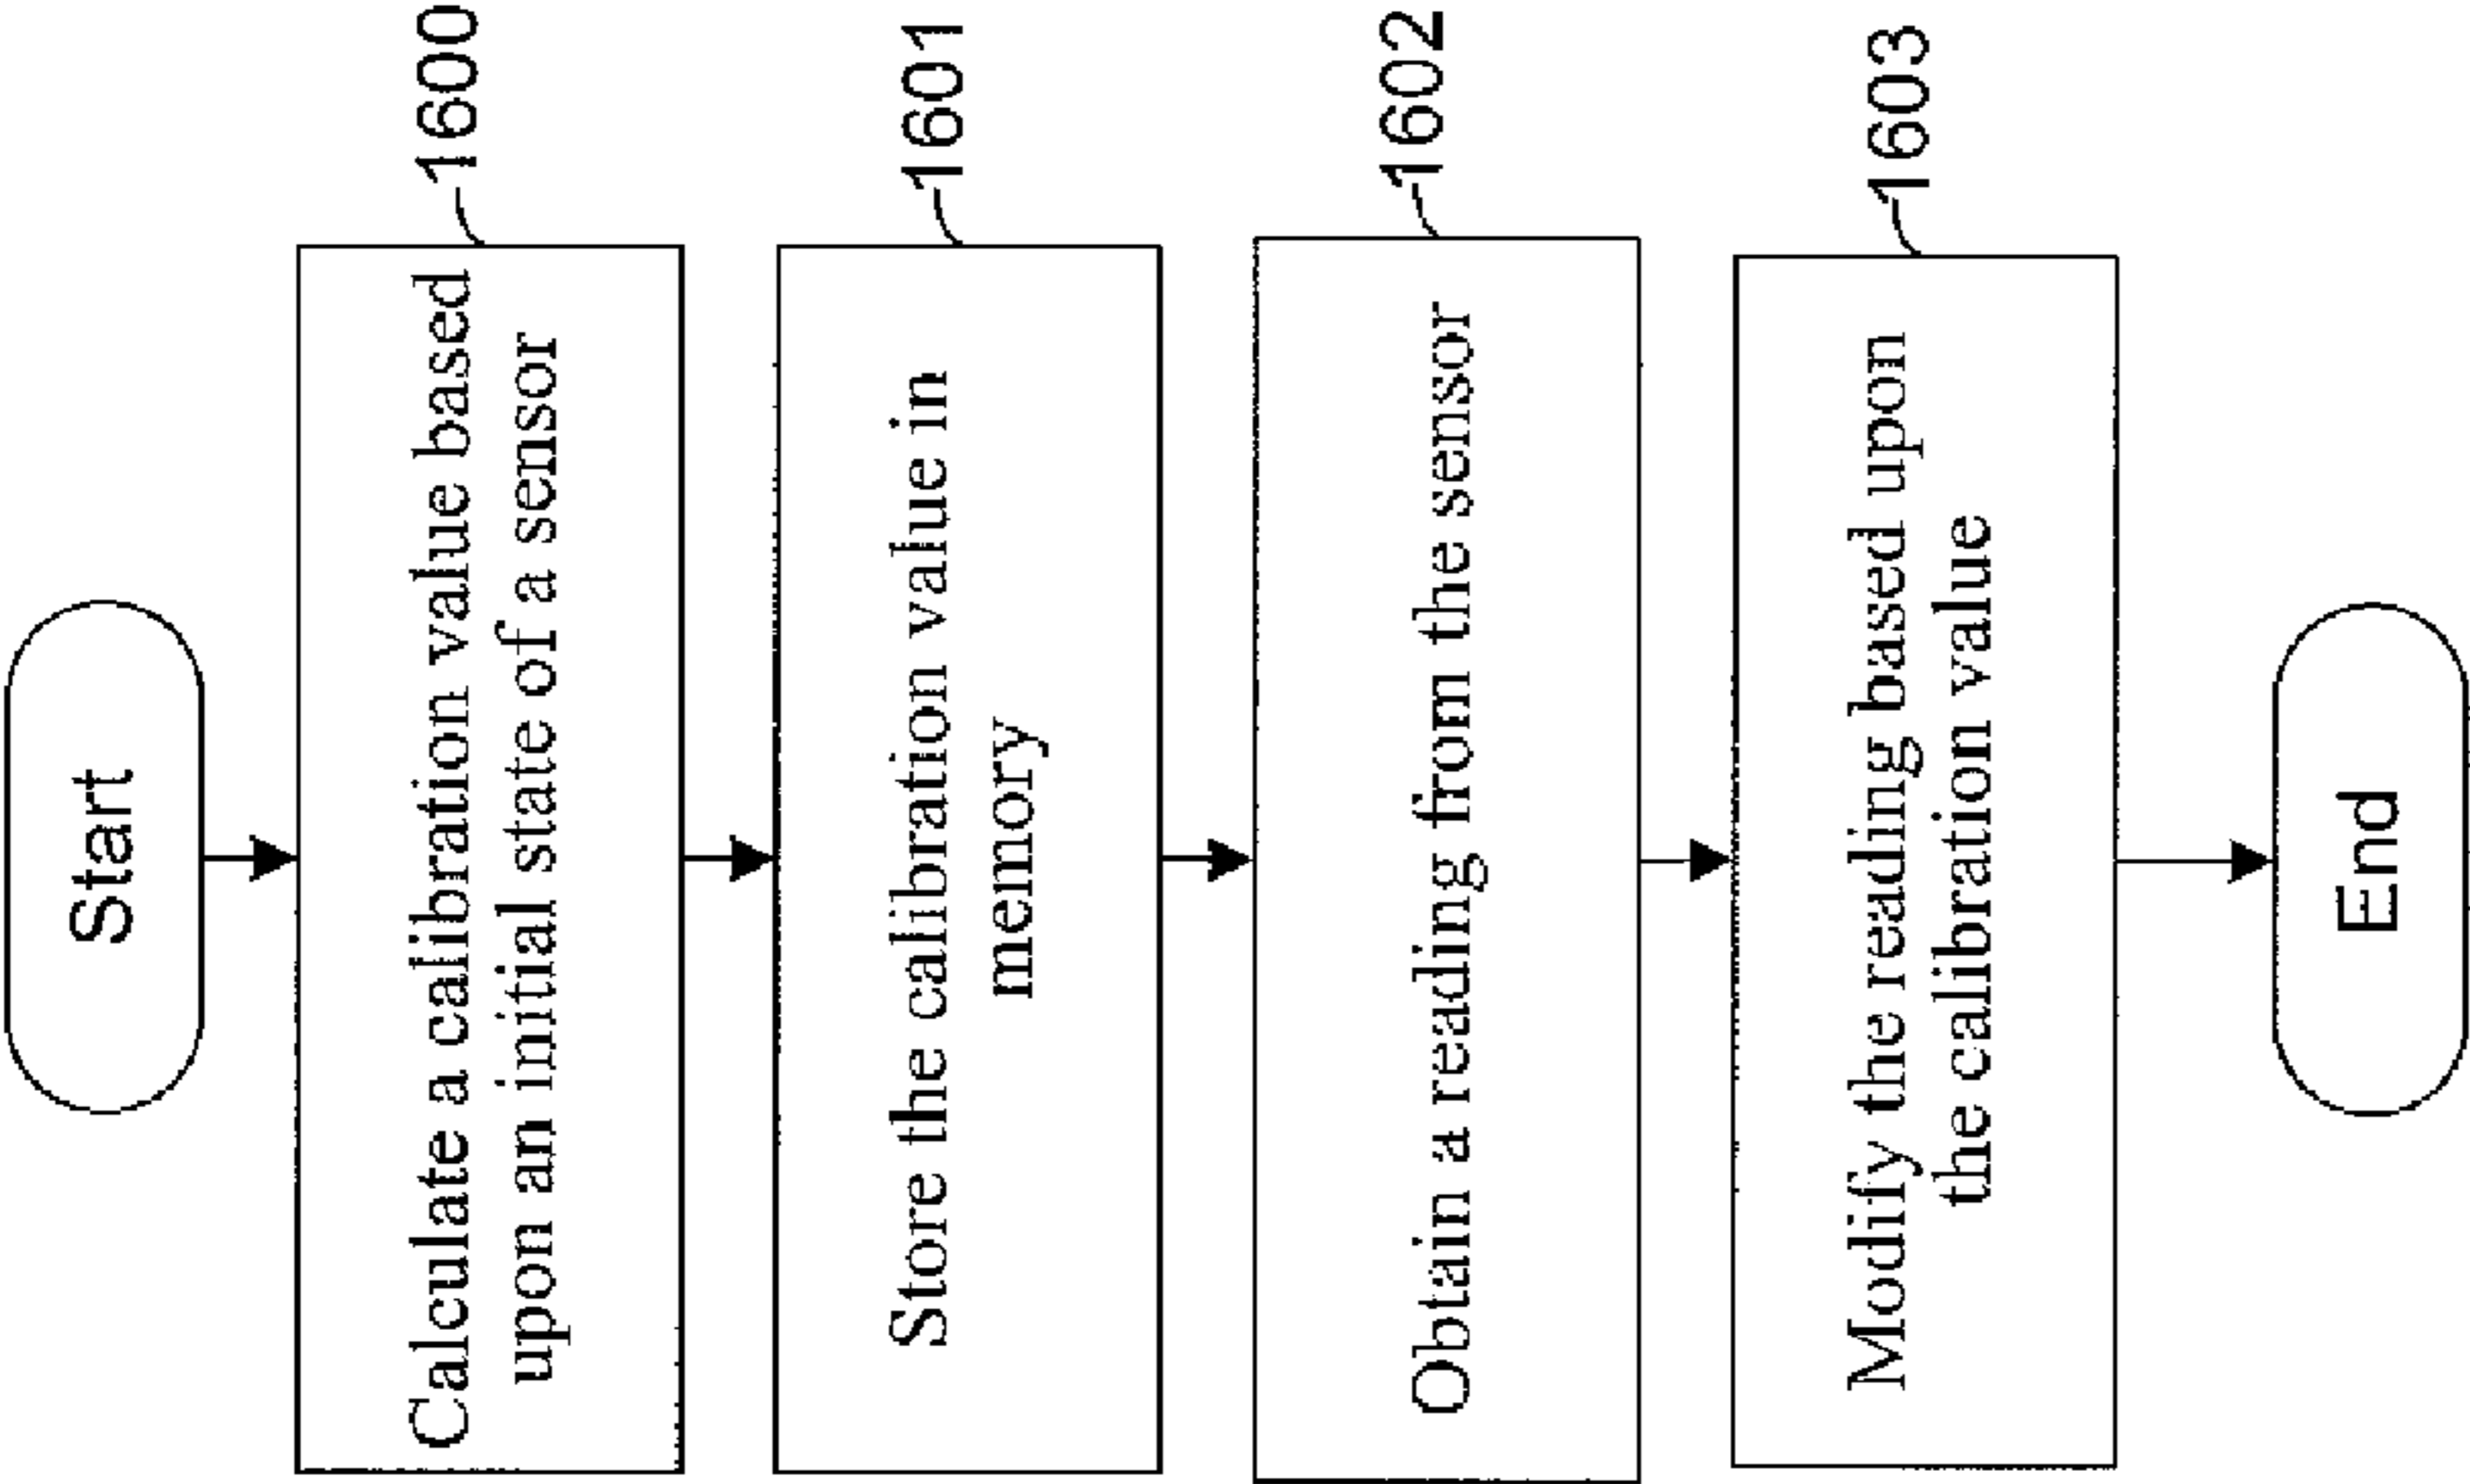 Start
Calculate a calibration value based
upon an initial state of a sensor
1600
Store the calibration value in
memory
1601
Obtain a reading from the sensor
1602
Modify the reading based upon
the calibration value
1603
End